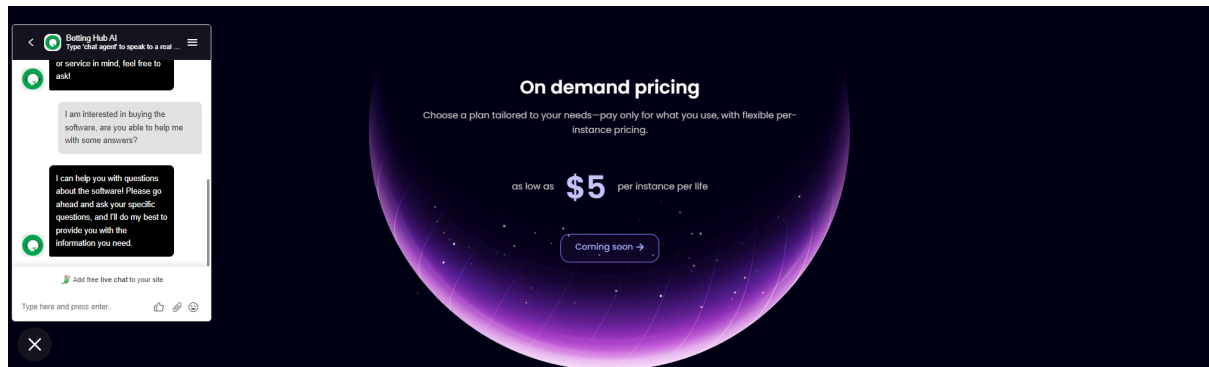 Botting Hub AI
Type 'chat agent' to speak to a real ...
or service in mind, feel free to
ask!
I am interested in buying the
software, are you able to help me
with some answers?
I can help you with questions
about the software! Please go
ahead and ask your specific
questions, and I'll do my best to
provide you with the
information you need.
Add free live chat to your site
Type here and press enter..
On demand pricing
Choose a plan tailored to your needs—pay only for what you use, with flexible per-
instance pricing.
as low as $5 per instance per life
Coming soon →